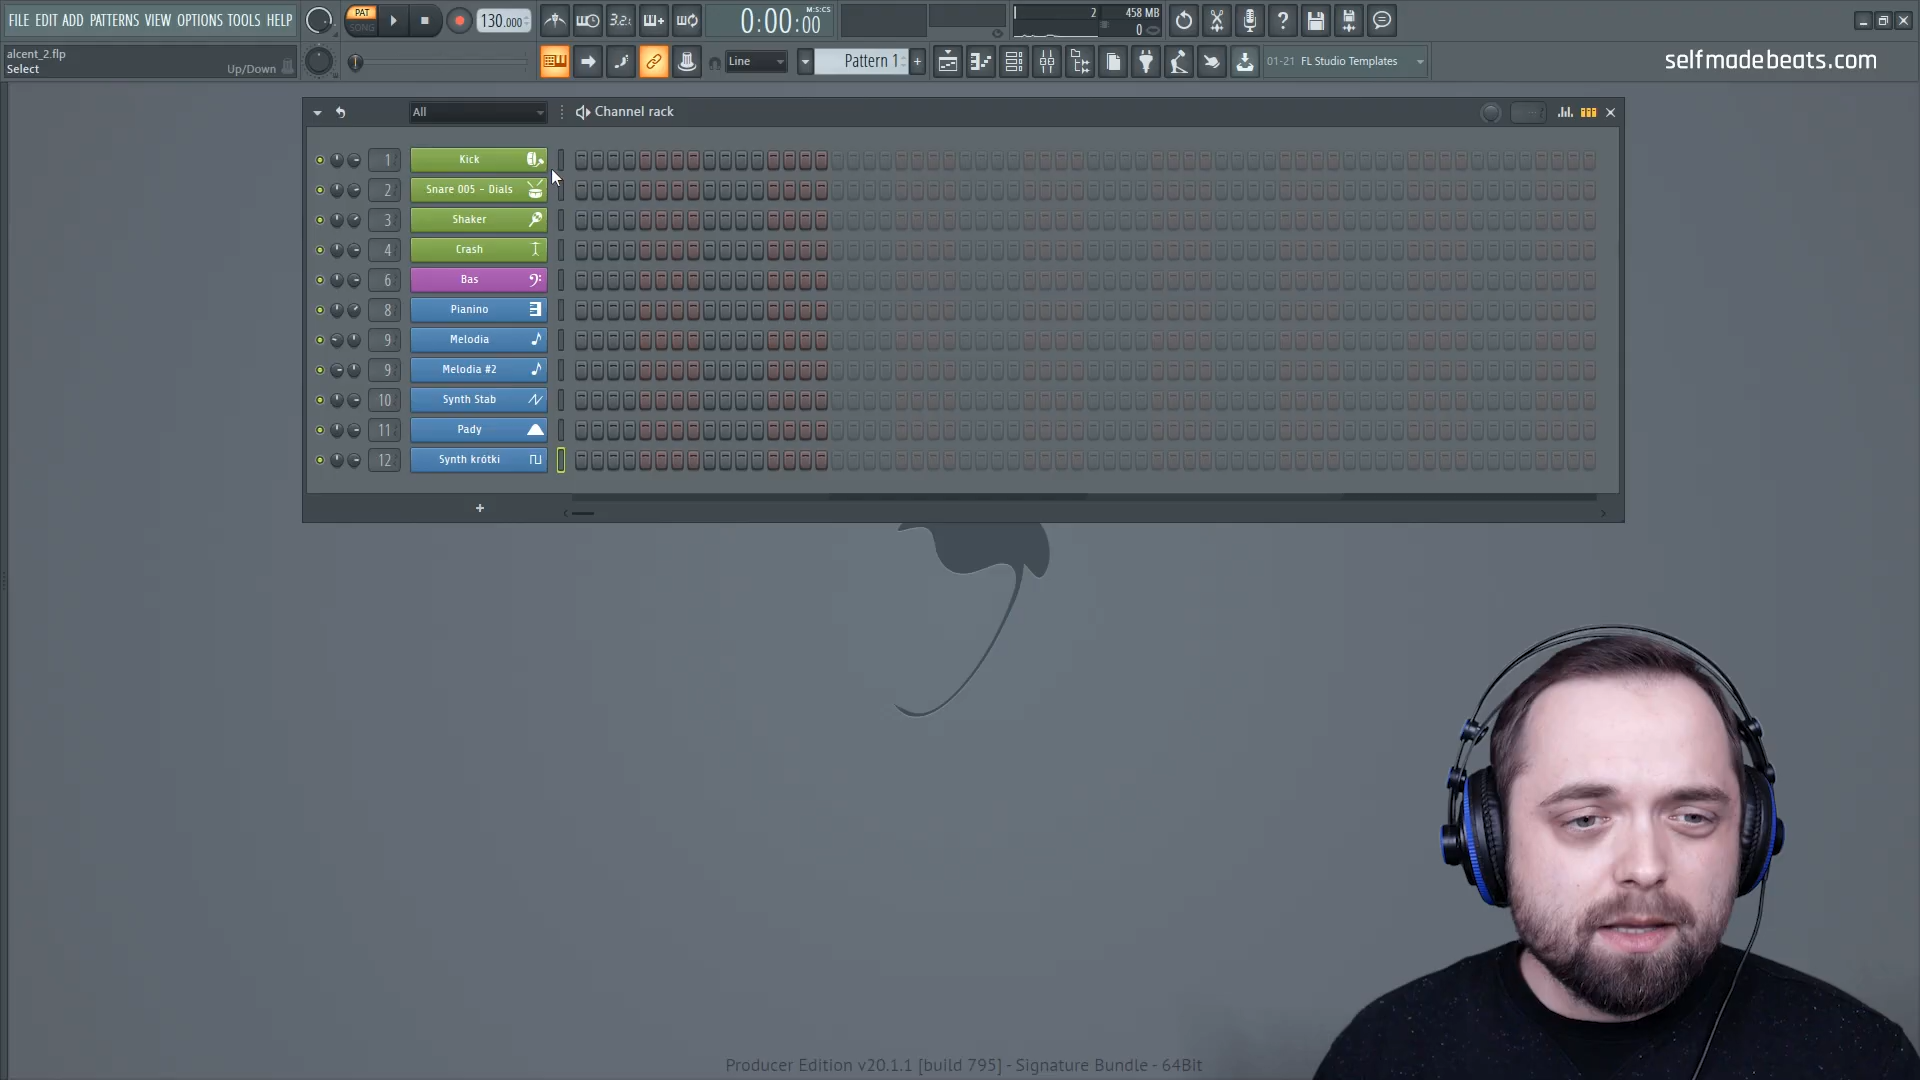 FILE EDIT ADD PATTERNS VIEW OPTIONS TOOLS HELP
PAT
SONG
130.000
3.2.
0:00:00
M:S:CS
2
458 MB
0
alcent_2.flp
Select
Up/Down
Line
Pattern 1
+
01-21 FL Studio Templates
selfmadebeats.com
All
Channel rack
1 Kick
2 Snare 005 - Dials
3 Shaker
4 Crash
6 Bas
8 Pianino
9 Melodia
9 Melodia #2
10 Synth Stab
11 Pady
12 Synth krótki
+
Producer Edition v20.1.1 [build 795] - Signature Bundle - 64Bit